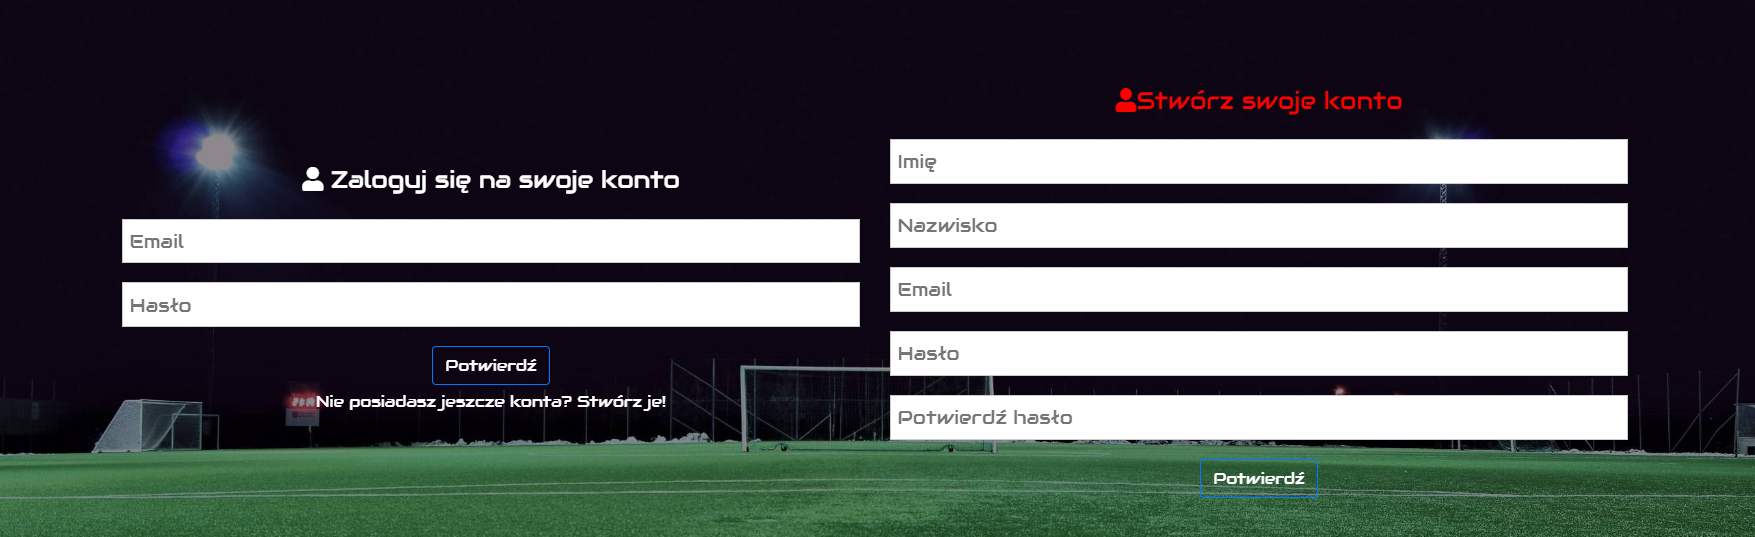 Zaloguj się na swoje konto
Email
Hasło
Potwierdź
Nie posiadasz jeszcze konta? Stwórz je!
Stwórz swoje konto
Imię
Nazwisko
Email
Hasło
Potwierdź hasło
Potwierdź